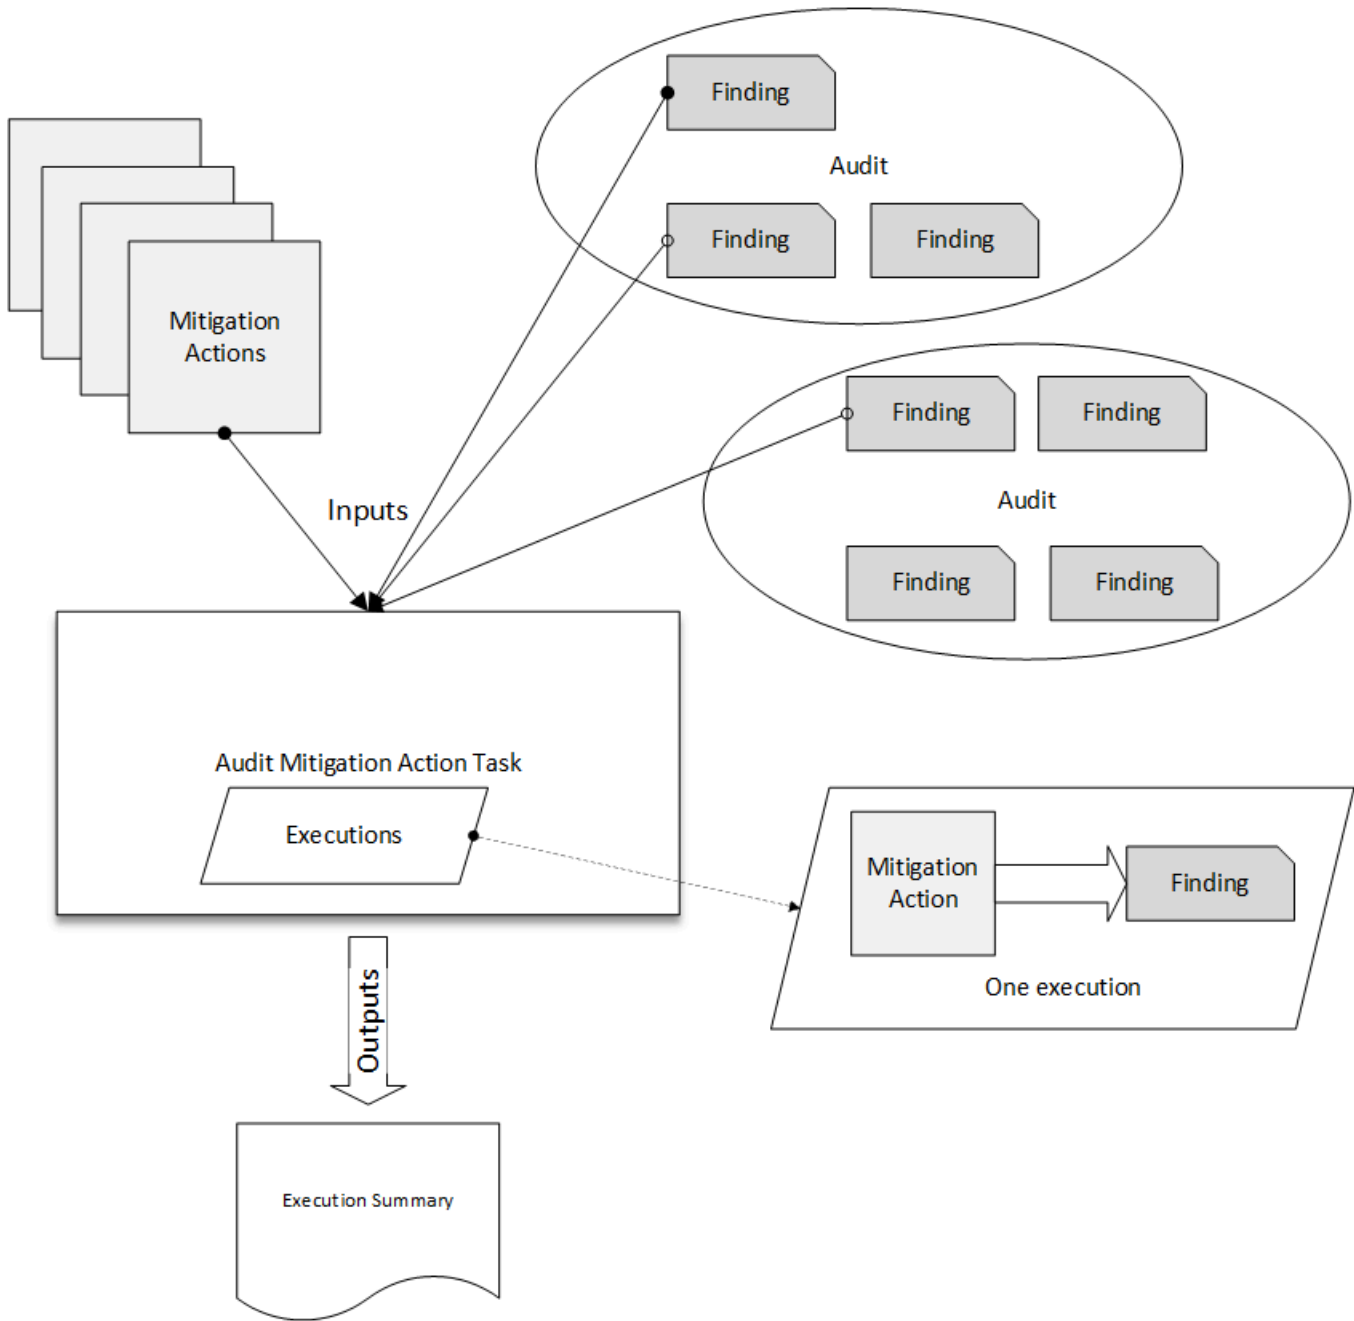 Finding
Audit
Finding
Finding
Mitigation
Actions
Finding
Finding
Audit
Inputs
Finding
Finding
Audit Mitigation Action Task
Executions
Mitigation
Action
Finding
One execution
Outputs
Execution Summary